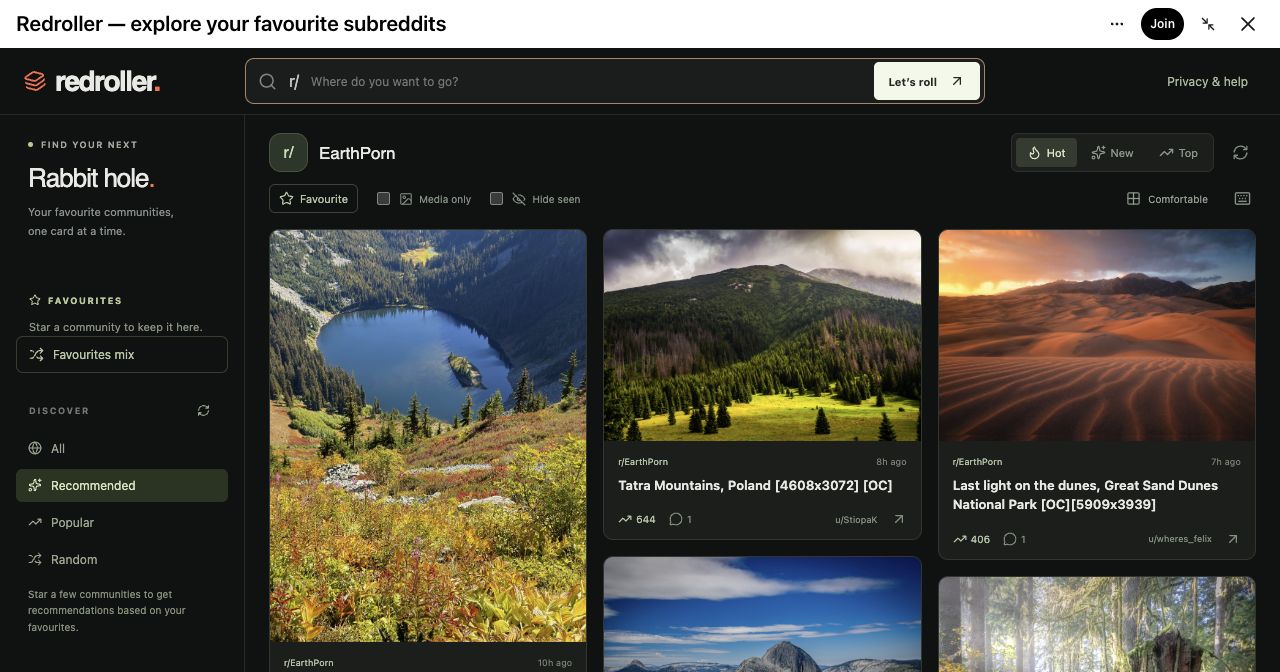 Redroller — explore your favourite subreddits
Join
redroller.
r/ Where do you want to go?
Let's roll
Privacy & help
FIND YOUR NEXT
Rabbit hole.
Your favourite communities,
one card at a time.
FAVOURITES
Star a community to keep it here.
Favourites mix
DISCOVER
All
Recommended
Popular
Random
Star a few communities to get
recommendations based on your
favourites.
r/ EarthPorn
Hot
New
Top
Favourite
Media only
Hide seen
Comfortable
r/EarthPorn
10h ago
r/EarthPorn
8h ago
Tatra Mountains, Poland [4608x3072] [OC]
644
1
u/StiopaK
r/EarthPorn
7h ago
Last light on the dunes, Great Sand Dunes
National Park [OC][5909x3939]
406
1
u/wheres_felix